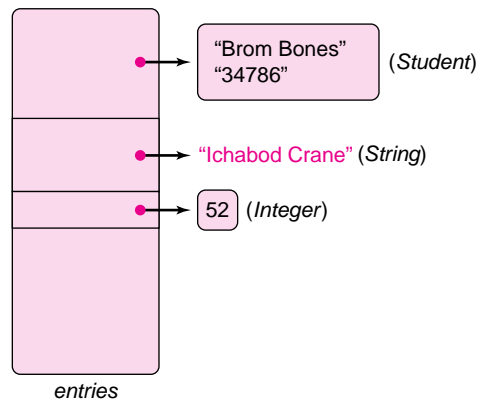 “Brom Bones”
“34786” (Student)
“Ichabod Crane” (String)
52 (Integer)
entries